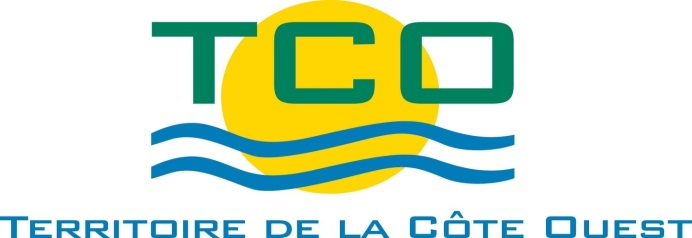 TCO
TERRITOIRE DE LA CÔTE OUEST